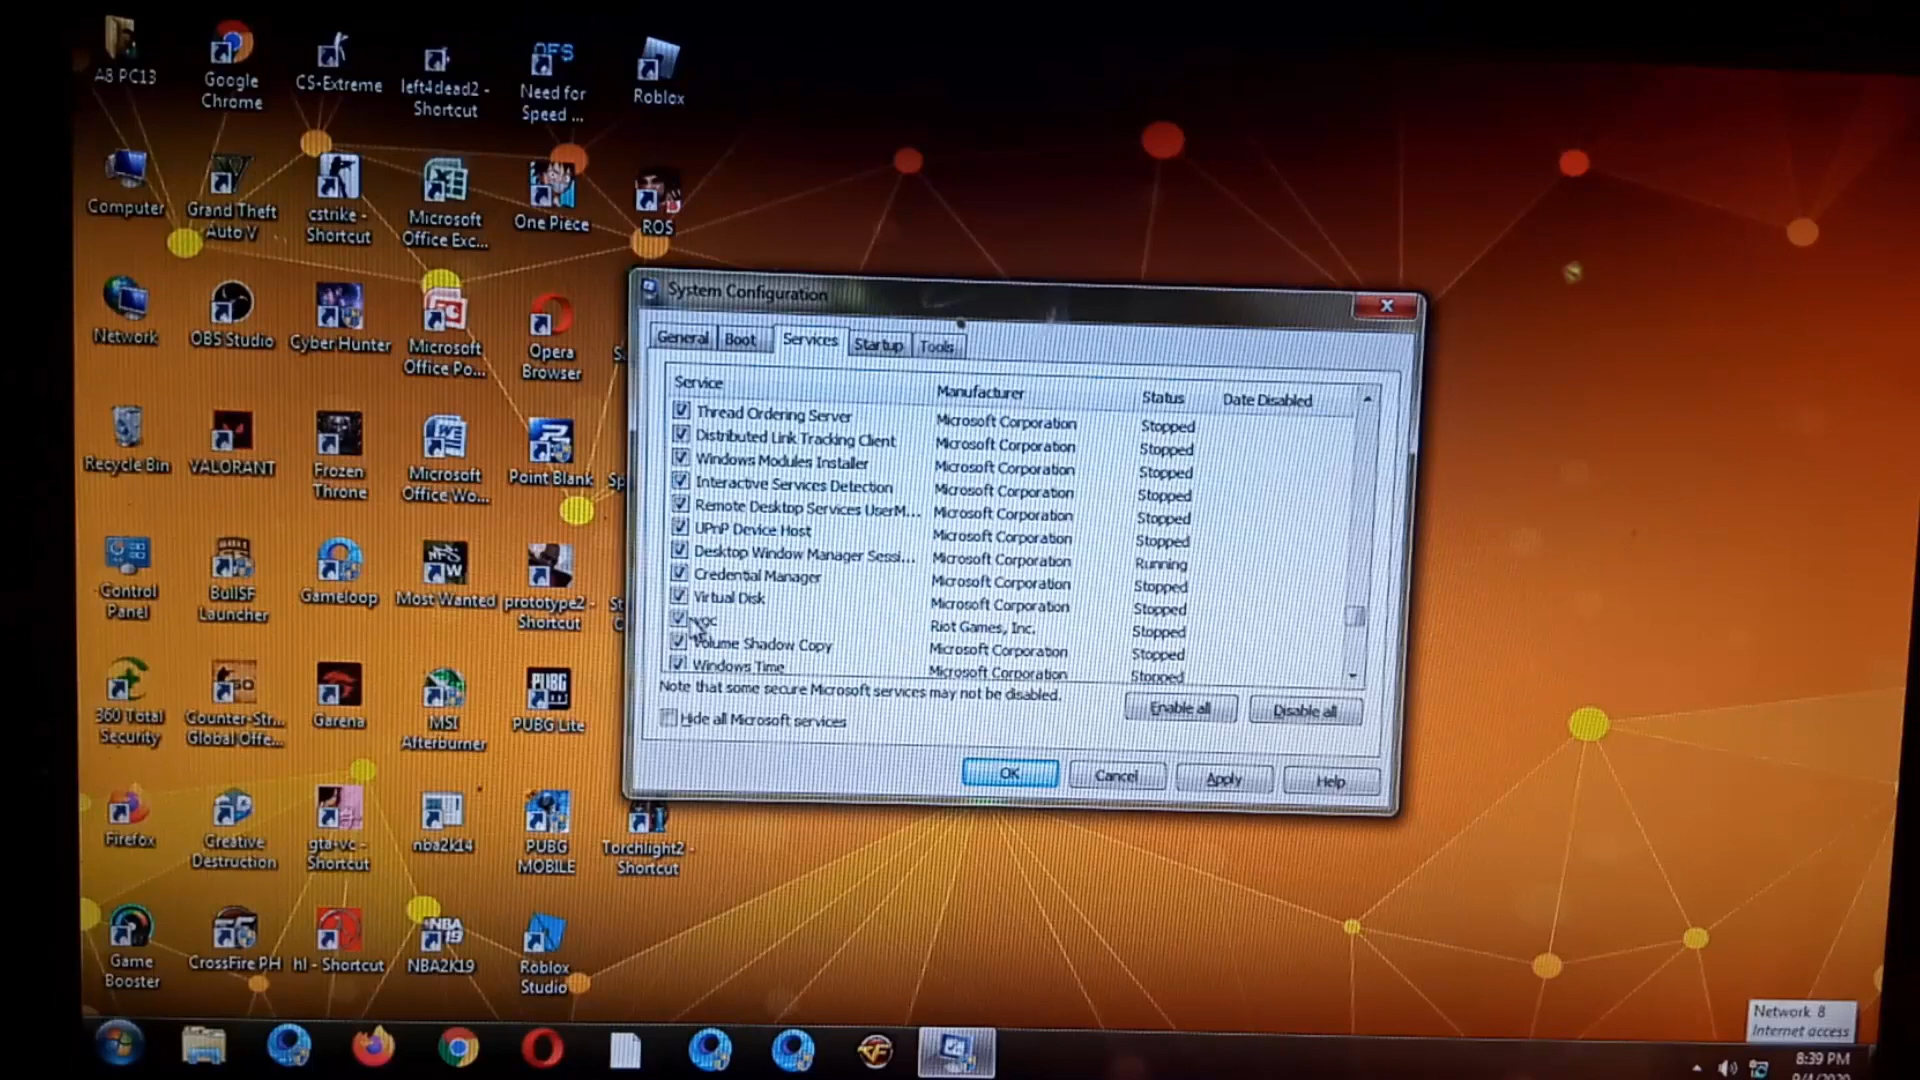 A8 PC13
Google
Chrome
CS-Extreme
left4dead2 -
Shortcut
Need for
Speed ...
Roblox
Computer
Grand Theft
Auto V
cstrike -
Shortcut
Microsoft
Office Exc...
One Piece
ROS
Network
OBS Studio
Cyber Hunter
Microsoft
Office Po...
Opera
Browser
Recycle Bin
VALORANT
Frozen
Throne
Microsoft
Office Wo...
Point Blank
Control
Panel
BullSF
Launcher
Gameloop
Most Wanted
prototype2 -
Shortcut
360 Total
Security
Counter-Str...
Global Offe...
Garena
MSI
Afterburner
PUBG Lite
Firefox
Creative
Destruction
gta-vc -
Shortcut
nba2k14
PUBG
MOBILE
Torchlight2 -
Shortcut
Game
Booster
CrossFire PH
hl - Shortcut
NBA2K19
Roblox
Studio
System Configuration
General Boot Services Startup Tools
Service Manufacturer Status Date Disabled
Thread Ordering Server Microsoft Corporation Stopped
Distributed Link Tracking Client Microsoft Corporation Stopped
Windows Modules Installer Microsoft Corporation Stopped
Interactive Services Detection Microsoft Corporation Stopped
Remote Desktop Services UserM... Microsoft Corporation Stopped
UPnP Device Host Microsoft Corporation Stopped
Desktop Window Manager Sessi... Microsoft Corporation Running
Credential Manager Microsoft Corporation Stopped
Virtual Disk Microsoft Corporation Stopped
vgc Riot Games, Inc. Stopped
Volume Shadow Copy Microsoft Corporation Stopped
Windows Time Microsoft Corporation Stopped
Note that some secure Microsoft services may not be disabled.
Enable all Disable all
Hide all Microsoft services
OK Cancel Apply Help
Network 8
Internet access
8:39 PM